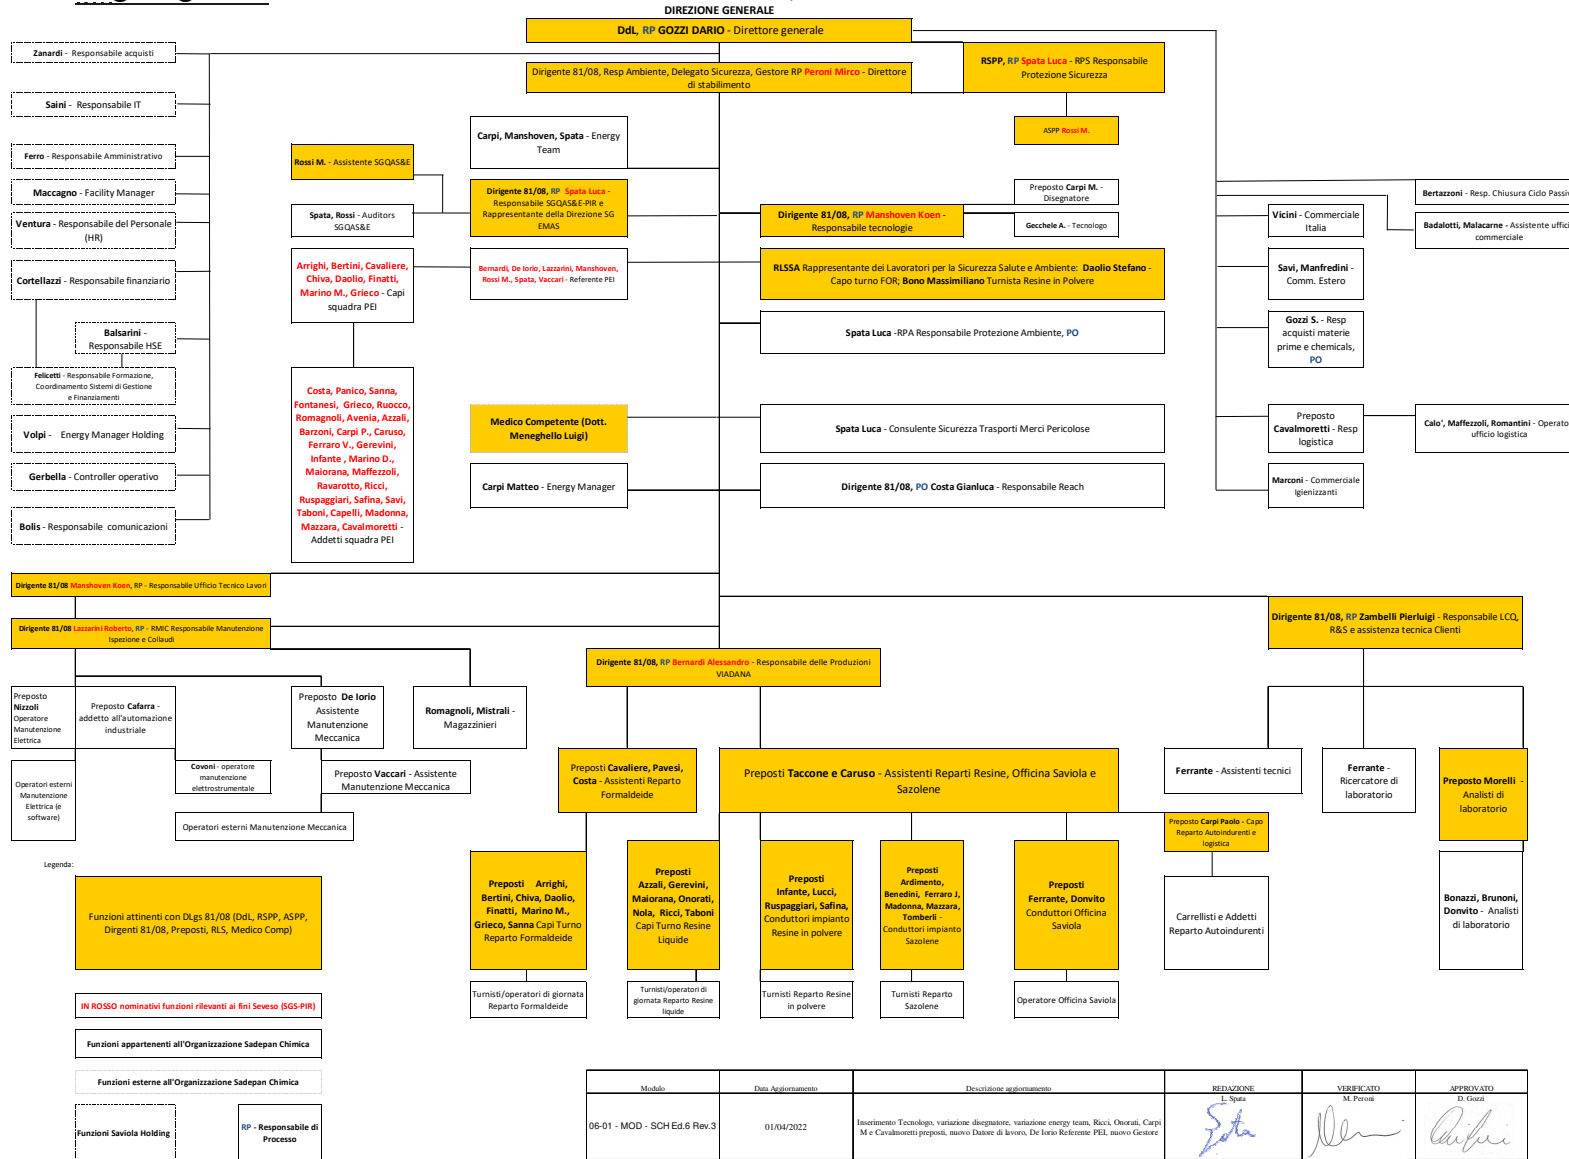 DIREZIONE GENERALE
DdL, RP GOZZI DARIO - Direttore generale
Zanardi - Responsabile acquisti
RSPP, RP Spata Luca - RPS Responsabile
Protezione Sicurezza
Dirigente 81/08, Resp Ambiente, Delegato Sicurezza, Gestore RP Peroni Mirco - Direttore
di stabilimento
Saini - Responsabile IT
ASPP Rossi M.
Carpi, Manshoven, Spata - Energy
Team
Ferro - Responsabile Amministrativo
Rossi M. - Assistente SGQAS&E
Maccagno - Facility Manager
Dirigente 81/08, RP Spata Luca -
Responsabile SGQAS&E-PIR e
Rappresentante della Direzione SG
EMAS
Preposto Carpi M. -
Disegnatore
Bertazzoni - Resp. Chiusura Ciclo Passiv
Ventura - Responsabile del Personale
(HR)
Spata, Rossi - Auditors
SGQAS&E
Dirigente 81/08, RP Manshoven Koen -
Responsabile tecnologie
Gecchele A. - Tecnologo
Vicini - Commerciale
Italia
Badalotti, Malacarne - Assistente uffici
commerciale
Cortellazzi - Responsabile finanziario
Arrighi, Bertini, Cavaliere,
Chiva, Daolio, Finatti,
Marino M., Grieco - Capi
squadra PEI
Bernardi, De Iorio, Lazzarini, Manshoven,
Rossi M., Spata, Vaccari - Referente PEI
RLSSA Rappresentante dei Lavoratori per la Sicurezza Salute e Ambiente: Daolio Stefano -
Capo turno FOR; Bono Massimiliano Turnista Resine in Polvere
Savi, Manfredini -
Comm. Estero
Balsarini -
Responsabile HSE
Spata Luca -RPA Responsabile Protezione Ambiente, PO
Gozzi S. - Resp
acquisti materie
prime e chemicals,
PO
Felicetti - Responsabile Formazione,
Coordinamento Sistemi di Gestione
e Finanziamenti
Costa, Panico, Sanna,
Fontanesi, Grieco, Ruocco,
Romagnoli, Avenia, Azzali,
Barzoni, Carpi P., Caruso,
Ferraro V., Gerevini,
Infante , Marino D.,
Maiorana, Maffezzoli,
Ravarotto, Ricci,
Ruspaggiari, Safina, Savi,
Taboni, Capelli, Madonna,
Mazzara, Cavalmoretti -
Addetti squadra PEI
Volpi - Energy Manager Holding
Medico Competente (Dott.
Meneghello Luigi)
Spata Luca - Consulente Sicurezza Trasporti Merci Pericolose
Preposto
Cavalmoretti - Resp
logistica
Calo', Maffezzoli, Romantini - Operato
ufficio logistica
Gerbella - Controller operativo
Carpi Matteo - Energy Manager
Dirigente 81/08, PO Costa Gianluca - Responsabile Reach
Marconi - Commerciale
Igienizzanti
Bolis - Responsabile comunicazioni
Dirigente 81/08 Manshoven Koen, RP - Responsabile Ufficio Tecnico Lavori
Dirigente 81/08 Lazzarini Roberto, RP - RMIC Responsabile Manutenzione
Ispezione e Collaudi
Dirigente 81/08, RP Zambelli Pierluigi - Responsabile LCQ,
R&S e assistenza tecnica Clienti
Dirigente 81/08, RP Bernardi Alessandro - Responsabile delle Produzioni
VIADANA
Preposto
Nizzoli
Operatore
Manutenzione
Elettrica
Preposto Cafarra -
addetto all'automazione
industriale
Preposto De Iorio
Assistente
Manutenzione
Meccanica
Romagnoli, Mistrali -
Magazzinieri
Operatori esterni
Manutenzione
Elettrica (e
software)
Covoni - operatore
manutenzione
elettrostrumentale
Preposto Vaccari - Assistente
Manutenzione Meccanica
Operatori esterni Manutenzione Meccanica
Preposti Cavaliere, Pavesi,
Costa - Assistenti Reparto
Formaldeide
Preposti Taccone e Caruso - Assistenti Reparti Resine, Officina Saviola e
Sazolene
Ferrante - Assistenti tecnici
Ferrante -
Ricercatore di
laboratorio
Preposto Morelli -
Analisti di
laboratorio
Preposto Carpi Paolo - Capo
Reparto Autoindurenti e
logistica
Legenda:
Funzioni attinenti con DLgs 81/08 (DdL, RSPP, ASPP,
Dirgenti 81/08, Preposti, RLS, Medico Comp)
Preposti Arrighi,
Bertini, Chiva, Daolio,
Finatti, Marino M.,
Grieco, Sanna Capi Turno
Reparto Formaldeide
Preposti
Azzali, Gerevini,
Maiorana, Onorati,
Nola, Ricci, Taboni
Capi Turno Resine
Liquide
Preposti
Infante, Lucci,
Ruspaggiari, Safina,
Conduttori impianto
Resine in polvere
Preposti
Ardimento,
Benedini, Ferraro J,
Madonna, Mazzara,
Tomberli -
Conduttori impianto
Sazolene
Preposti
Ferrante, Donvito
Conduttori Officina
Saviola
Carrellisti e Addetti
Reparto Autoindurenti
Bonazzi, Brunoni,
Donvito - Analisti
di laboratorio
Turnisti/operatori di giornata
Reparto Formaldeide
Turnisti/operatori di
giornata Reparto Resine
liquide
Turnisti Reparto Resine
in polvere
Turnisti Reparto
Sazolene
Operatore Officina Saviola
IN ROSSO nominativi funzioni rilevanti ai fini Seveso (SGS-PIR)
Funzioni appartenenti all'Organizzazione Sadepan Chimica
Funzioni esterne all'Organizzazione Sadepan Chimica
Funzioni Saviola Holding
RP - Responsabile di
Processo
Modulo Data Aggiornamento Descrizione aggiornamento REDAZIONE VERIFICATO APPROVATO
L. Spata M. Peroni D. Gozzi
06-01 - MOD - SCH Ed.6 Rev.3
01/04/2022
Inserimento Tecnologo, variazione disegnatore, variazione energy team, Ricci, Onorati, Carpi
M e Cavalmoretti preposti, nuovo Datore di lavoro, De Iorio Referente PEI, nuovo Gestore